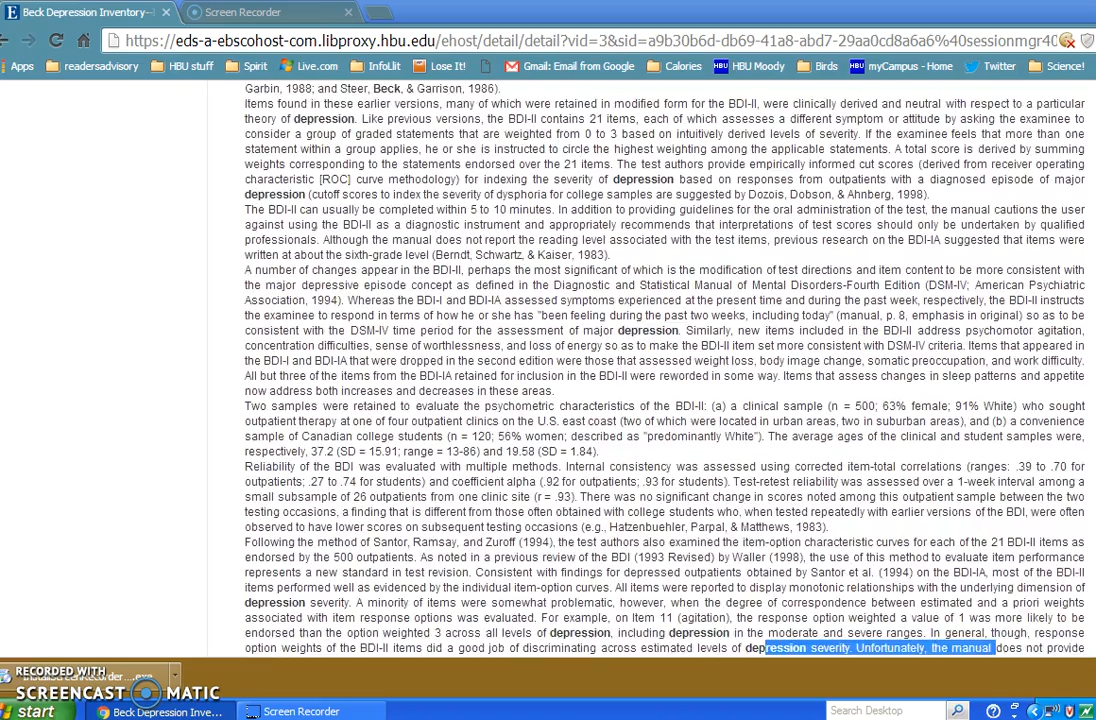 Beck Depression Inventory-
Screen Recorder
https://eds-a-ebscohost-com.libproxy.hbu.edu/ehost/detail/detail?vid=3&sid=a9b30b6d-db69-41a8-abd7-29aa0cd8a6a6%40sessionmgr40
Apps readersadvisory HBU stuff Spirit Live.com InfoLit Lose It! Gmail: Email from Google Calories HBU HBU Moody Birds HBU myCampus - Home Twitter Science!
Garbin, 1988; and Steer, Beck, & Garrison, 1986).
Items found in these earlier versions, many of which were retained in modified form for the BDI-II, were clinically derived and neutral with respect to a particular
theory of depression. Like previous versions, the BDI-II contains 21 items, each of which assesses a different symptom or attitude by asking the examinee to
consider a group of graded statements that are weighted from 0 to 3 based on intuitively derived levels of severity. If the examinee feels that more than one
statement within a group applies, he or she is instructed to circle the highest weighting among the applicable statements. A total score is derived by summing
weights corresponding to the statements endorsed over the 21 items. The test authors provide empirically informed cut scores (derived from receiver operating
characteristic [ROC] curve methodology) for indexing the severity of depression based on responses from outpatients with a diagnosed episode of major
depression (cutoff scores to index the severity of dysphoria for college samples are suggested by Dozois, Dobson, & Ahnberg, 1998).
The BDI-II can usually be completed within 5 to 10 minutes. In addition to providing guidelines for the oral administration of the test, the manual cautions the user
against using the BDI-II as a diagnostic instrument and appropriately recommends that interpretations of test scores should only be undertaken by qualified
professionals. Although the manual does not report the reading level associated with the test items, previous research on the BDI-IA suggested that items were
written at about the sixth-grade level (Berndt, Schwartz, & Kaiser, 1983).
A number of changes appear in the BDI-II, perhaps the most significant of which is the modification of test directions and item content to be more consistent with
the major depressive episode concept as defined in the Diagnostic and Statistical Manual of Mental Disorders-Fourth Edition (DSM-IV; American Psychiatric
Association, 1994). Whereas the BDI-I and BDI-IA assessed symptoms experienced at the present time and during the past week, respectively, the BDI-II instructs
the examinee to respond in terms of how he or she has "been feeling during the past two weeks, including today" (manual, p. 8, emphasis in original) so as to be
consistent with the DSM-IV time period for the assessment of major depression. Similarly, new items included in the BDI-II address psychomotor agitation,
concentration difficulties, sense of worthlessness, and loss of energy so as to make the BDI-II item set more consistent with DSM-IV criteria. Items that appeared in
the BDI-I and BDI-IA that were dropped in the second edition were those that assessed weight loss, body image change, somatic preoccupation, and work difficulty.
All but three of the items from the BDI-IA retained for inclusion in the BDI-II were reworded in some way. Items that assess changes in sleep patterns and appetite
now address both increases and decreases in these areas.
Two samples were retained to evaluate the psychometric characteristics of the BDI-II: (a) a clinical sample (n = 500; 63% female; 91% White) who sought
outpatient therapy at one of four outpatient clinics on the U.S. east coast (two of which were located in urban areas, two in suburban areas), and (b) a convenience
sample of Canadian college students (n = 120; 56% women; described as "predominantly White"). The average ages of the clinical and student samples were,
respectively, 37.2 (SD = 15.91; range = 13-86) and 19.58 (SD = 1.84).
Reliability of the BDI was evaluated with multiple methods. Internal consistency was assessed using corrected item-total correlations (ranges: .39 to .70 for
outpatients; .27 to .74 for students) and coefficient alpha (.92 for outpatients; .93 for students). Test-retest reliability was assessed over a 1-week interval among a
small subsample of 26 outpatients from one clinic site (r = .93). There was no significant change in scores noted among this outpatient sample between the two
testing occasions, a finding that is different from those often obtained with college students who, when tested repeatedly with earlier versions of the BDI, were often
observed to have lower scores on subsequent testing occasions (e.g., Hatzenbuehler, Parpal, & Matthews, 1983).
Following the method of Santor, Ramsay, and Zuroff (1994), the test authors also examined the item-option characteristic curves for each of the 21 BDI-II items as
endorsed by the 500 outpatients. As noted in a previous review of the BDI (1993 Revised) by Waller (1998), the use of this method to evaluate item performance
represents a new standard in test revision. Consistent with findings for depressed outpatients obtained by Santor et al. (1994) on the BDI-IA, most of the BDI-II
items performed well as evidenced by the individual item-option curves. All items were reported to display monotonic relationships with the underlying dimension of
depression severity. A minority of items were somewhat problematic, however, when the degree of correspondence between estimated and a priori weights
associated with item response options was evaluated. For example, on Item 11 (agitation), the response option weighted a value of 1 was more likely to be
endorsed than the option weighted 3 across all levels of depression, including depression in the moderate and severe ranges. In general, though, response
option weights of the BDI-II items did a good job of discriminating across estimated levels of depression severity. Unfortunately, the manual does not provide
RECORDED WITH
SCREENCAST MATIC
start
Beck Depression Inve...
Screen Recorder
Search Desktop